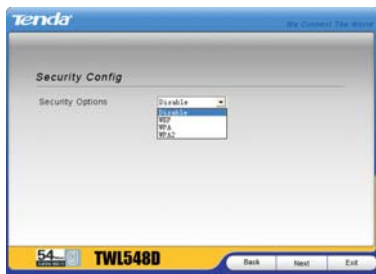 Tenda
We Connect The World
Security Config
Security Options
Disable
Disable
WEP
WPA
WPA2
54
TWL548D
Back
Next
Exit